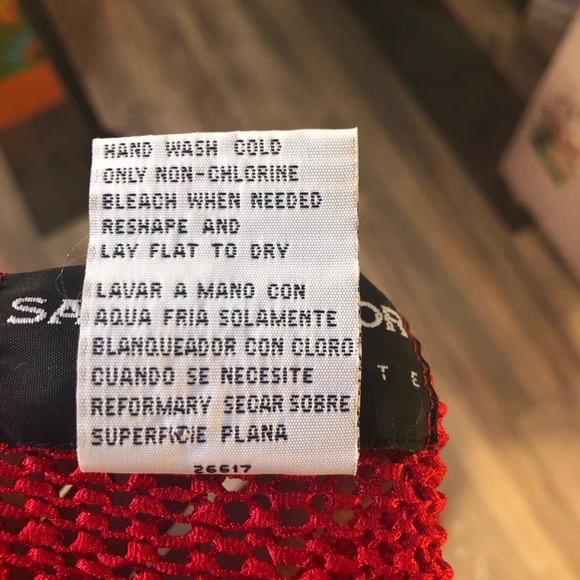 HAND WASH COLD
ONLY NON-CHLORINE
BLEACH WHEN NEEDED
RESHAPE AND
LAY FLAT TO DRY
LAVAR A MANO CON
AQUA FRIA SOLAMENTE
BLANQUEADOR CON CLORO
CUANDO SE NECESITE
REFORMARY SECAR SOBRE
SUPERFICIE PLANA
26617